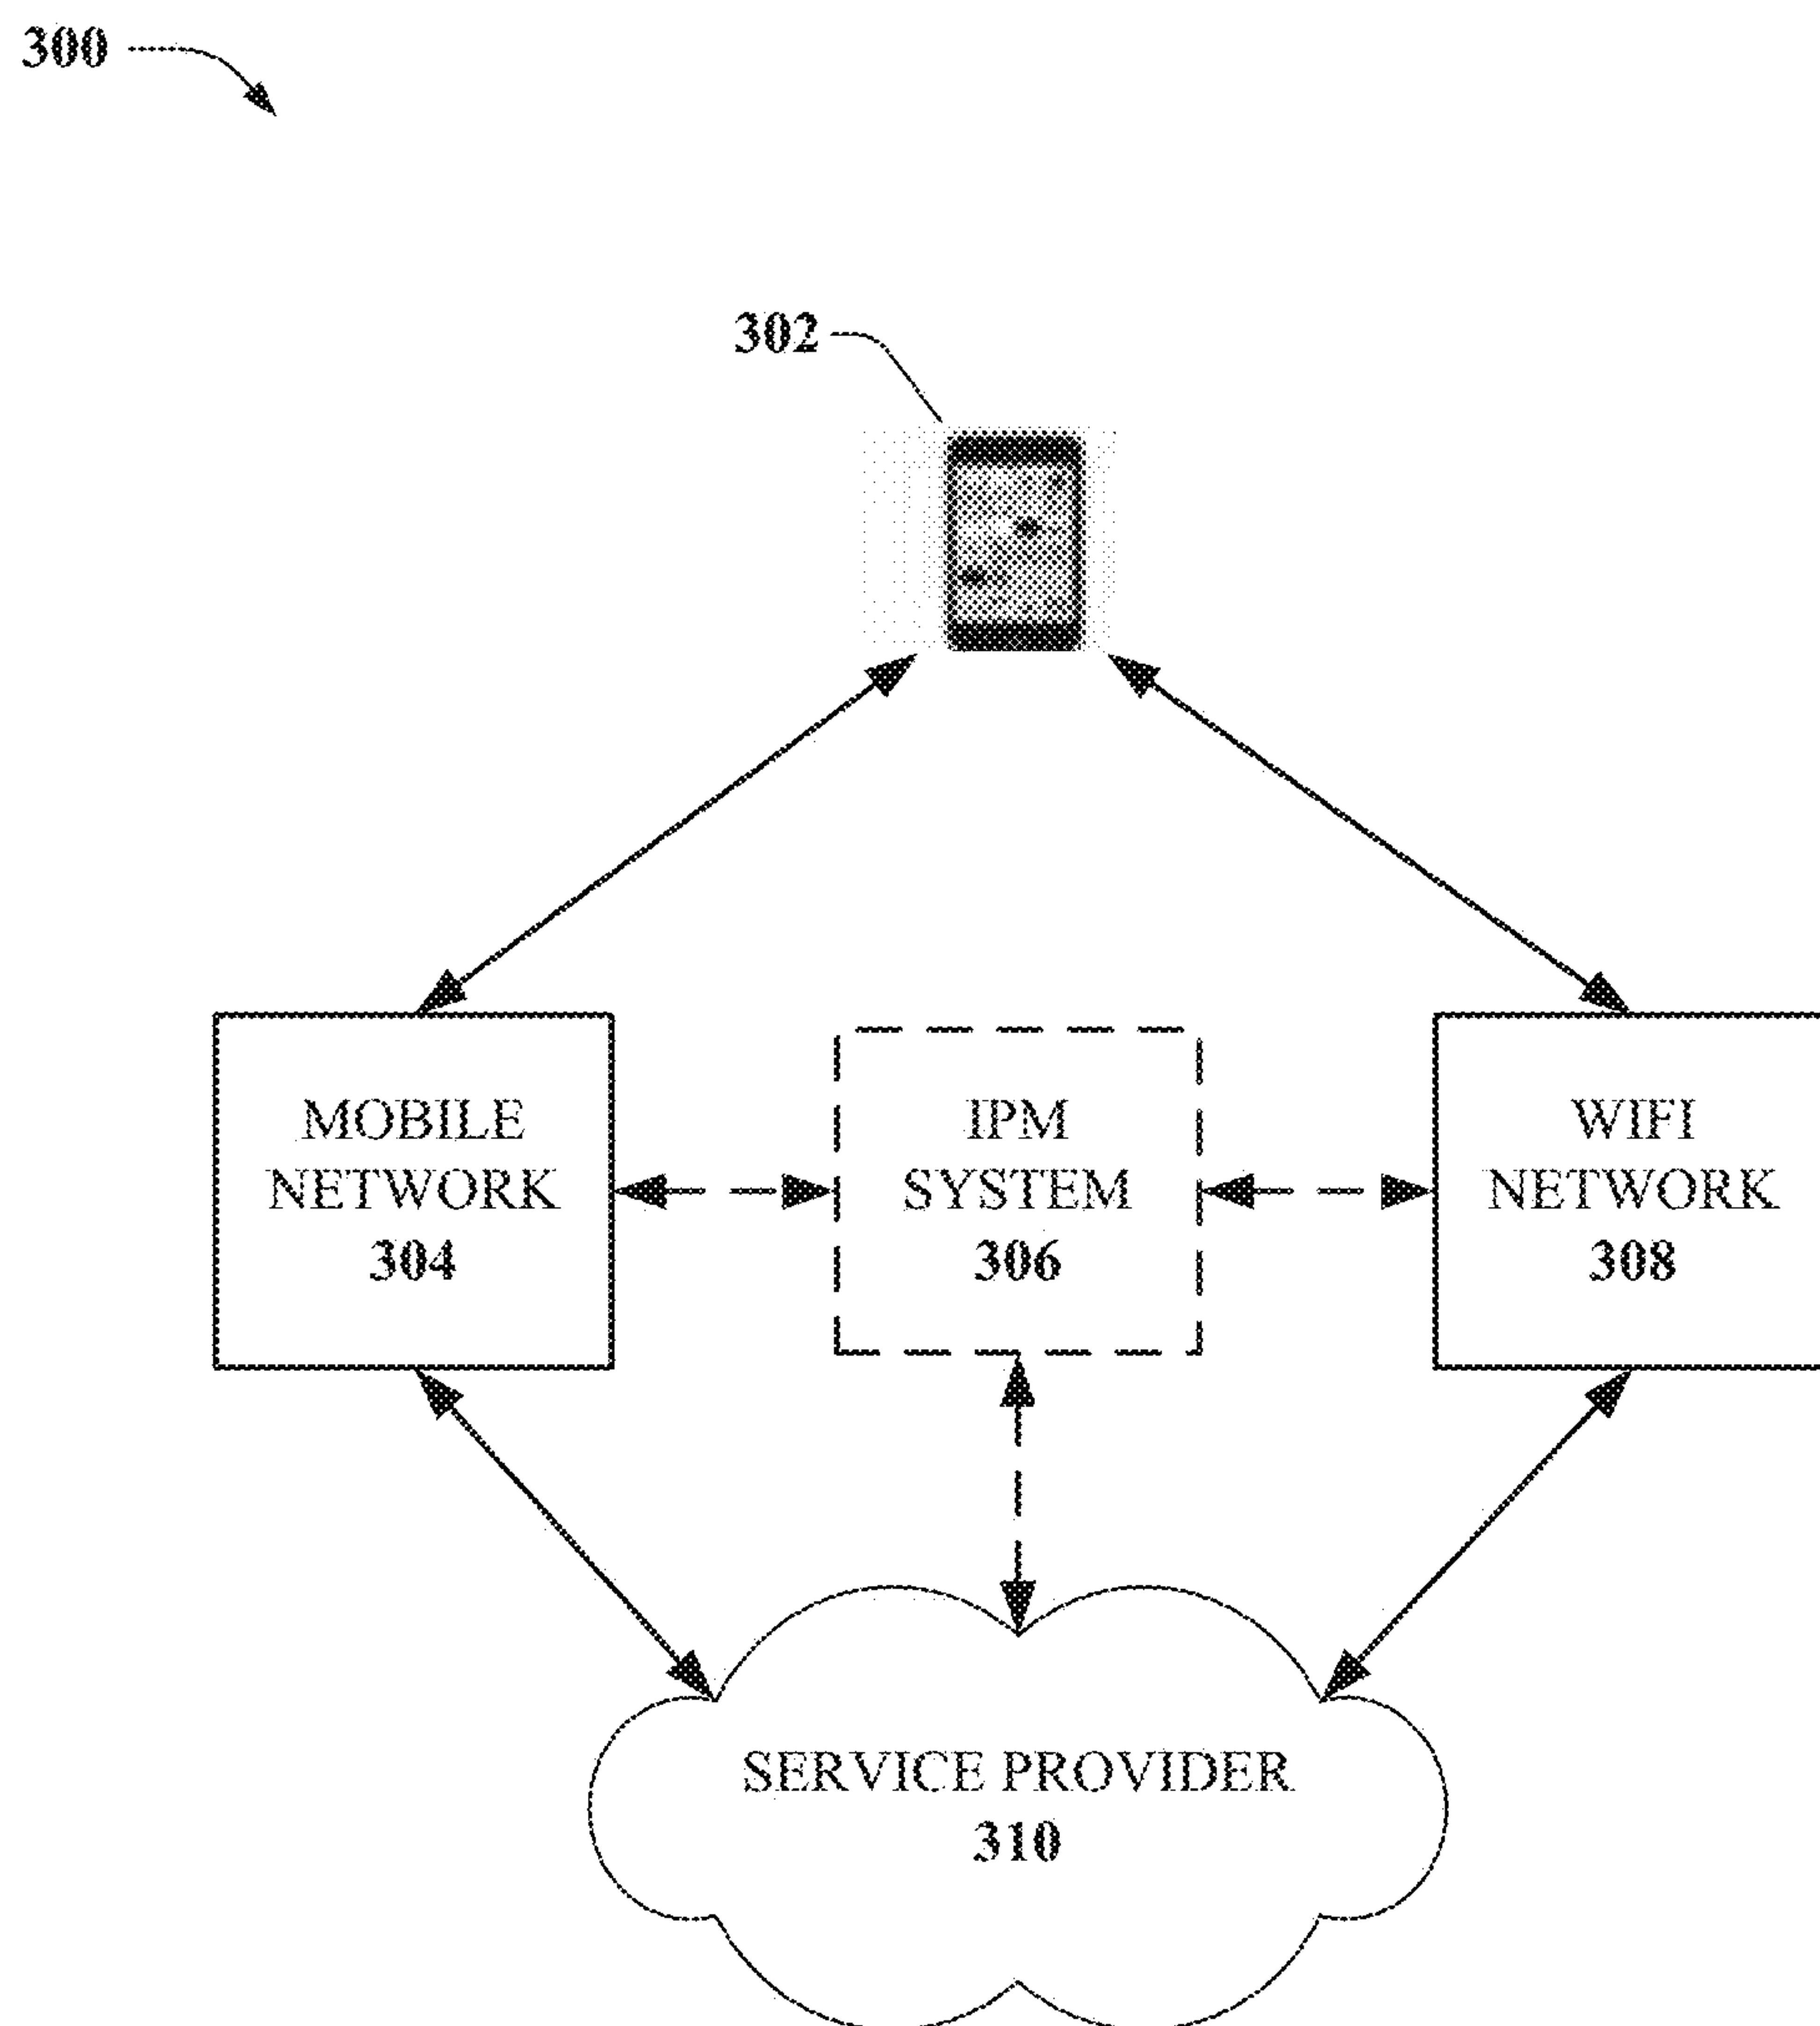 300
302
MOBILE
NETWORK
304
IPM
SYSTEM
306
WIFI
NETWORK
308
SERVICE PROVIDER
310